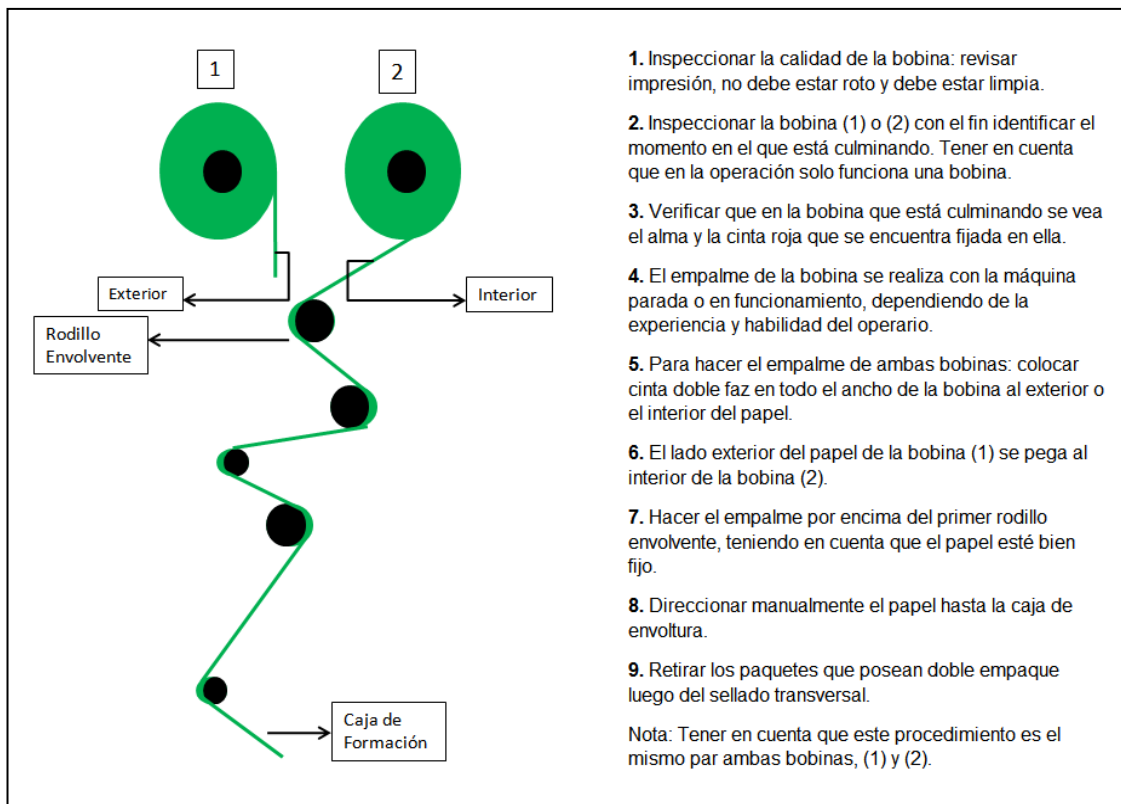 1
2
Exterior
Interior
Rodillo
Envolvente
Caja de
Formación
1. Inspeccionar la calidad de la bobina: revisar
impresión, no debe estar roto y debe estar limpia.
2. Inspeccionar la bobina (1) o (2) con el fin identificar el
momento en el que está culminando. Tener en cuenta
que en la operación solo funciona una bobina.
3. Verificar que en la bobina que está culminando se vea
el alma y la cinta roja que se encuentra fijada en ella.
4. El empalme de la bobina se realiza con la máquina
parada o en funcionamiento, dependiendo de la
experiencia y habilidad del operario.
5. Para hacer el empalme de ambas bobinas: colocar
cinta doble faz en todo el ancho de la bobina al exterior o
el interior del papel.
6. El lado exterior del papel de la bobina (1) se pega al
interior de la bobina (2).
7. Hacer el empalme por encima del primer rodillo
envolvente, teniendo en cuenta que el papel esté bien
fijo.
8. Direccionar manualmente el papel hasta la caja de
envoltura.
9. Retirar los paquetes que posean doble empaque
luego del sellado transversal.
Nota: Tener en cuenta que este procedimiento es el
mismo par ambas bobinas, (1) y (2).